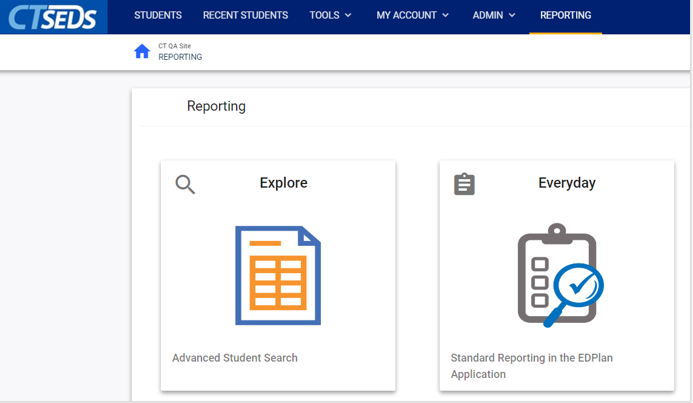 CTSEDS STUDENTS RECENT STUDENTS TOOLS MY ACCOUNT ADMIN REPORTING
CT QA Site
REPORTING
Reporting
Explore
Advanced Student Search
Everyday
Standard Reporting in the EDPlan
Application